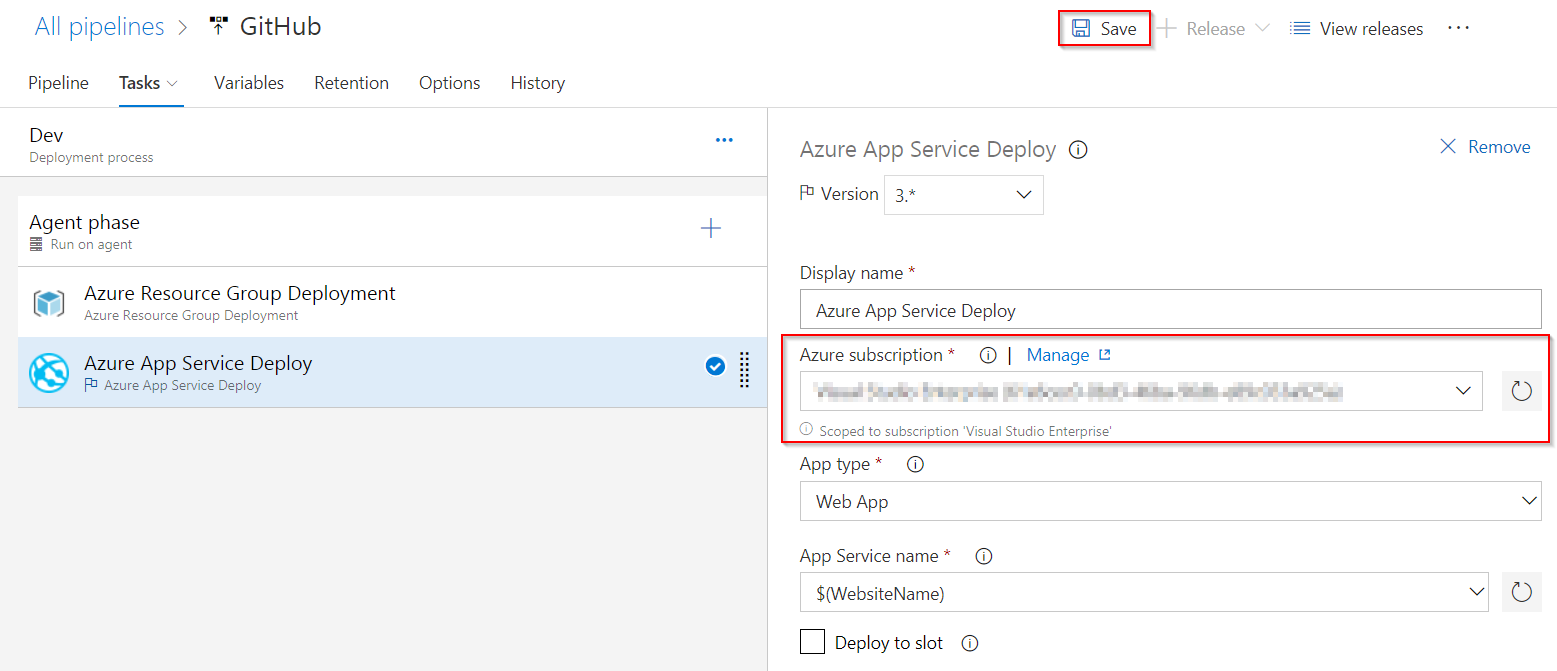 All pipelines > GitHub
Save
Release
View releases
...
Pipeline
Tasks
Variables
Retention
Options
History
Dev
Deployment process
...
Agent phase
Run on agent
Azure Resource Group Deployment
Azure Resource Group Deployment
Azure App Service Deploy
Azure App Service Deploy
Azure App Service Deploy
Remove
Version
3.*
Display name *
Azure App Service Deploy
Azure subscription * | Manage
Scoped to subscription 'Visual Studio Enterprise'
App type *
Web App
App Service name *
$(WebsiteName)
Deploy to slot